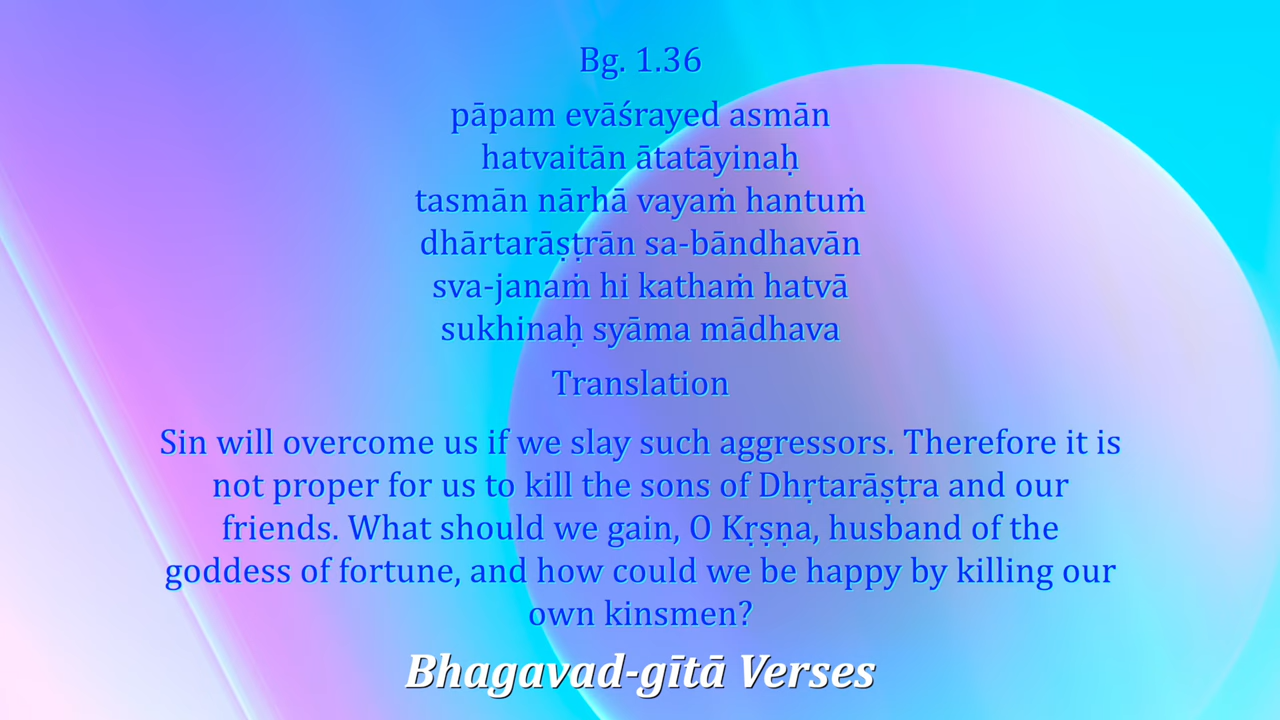 Bg. 1.36
pāpam evāśrayed asmān
hatvaitān ātatāyinaḥ
tasmān nārhā vayaṁ hantuṁ
dhārtarāṣṭrān sa-bāndhavān
sva-janaṁ hi kathaṁ hatvā
sukhinaḥ syāma mādhava
Translation
Sin will overcome us if we slay such aggressors. Therefore it is
not proper for us to kill the sons of Dhṛtarāṣṭra and our
friends. What should we gain, O Kṛṣṇa, husband of the
goddess of fortune, and how could we be happy by killing our
own kinsmen?
Bhagavad-gītā Verses